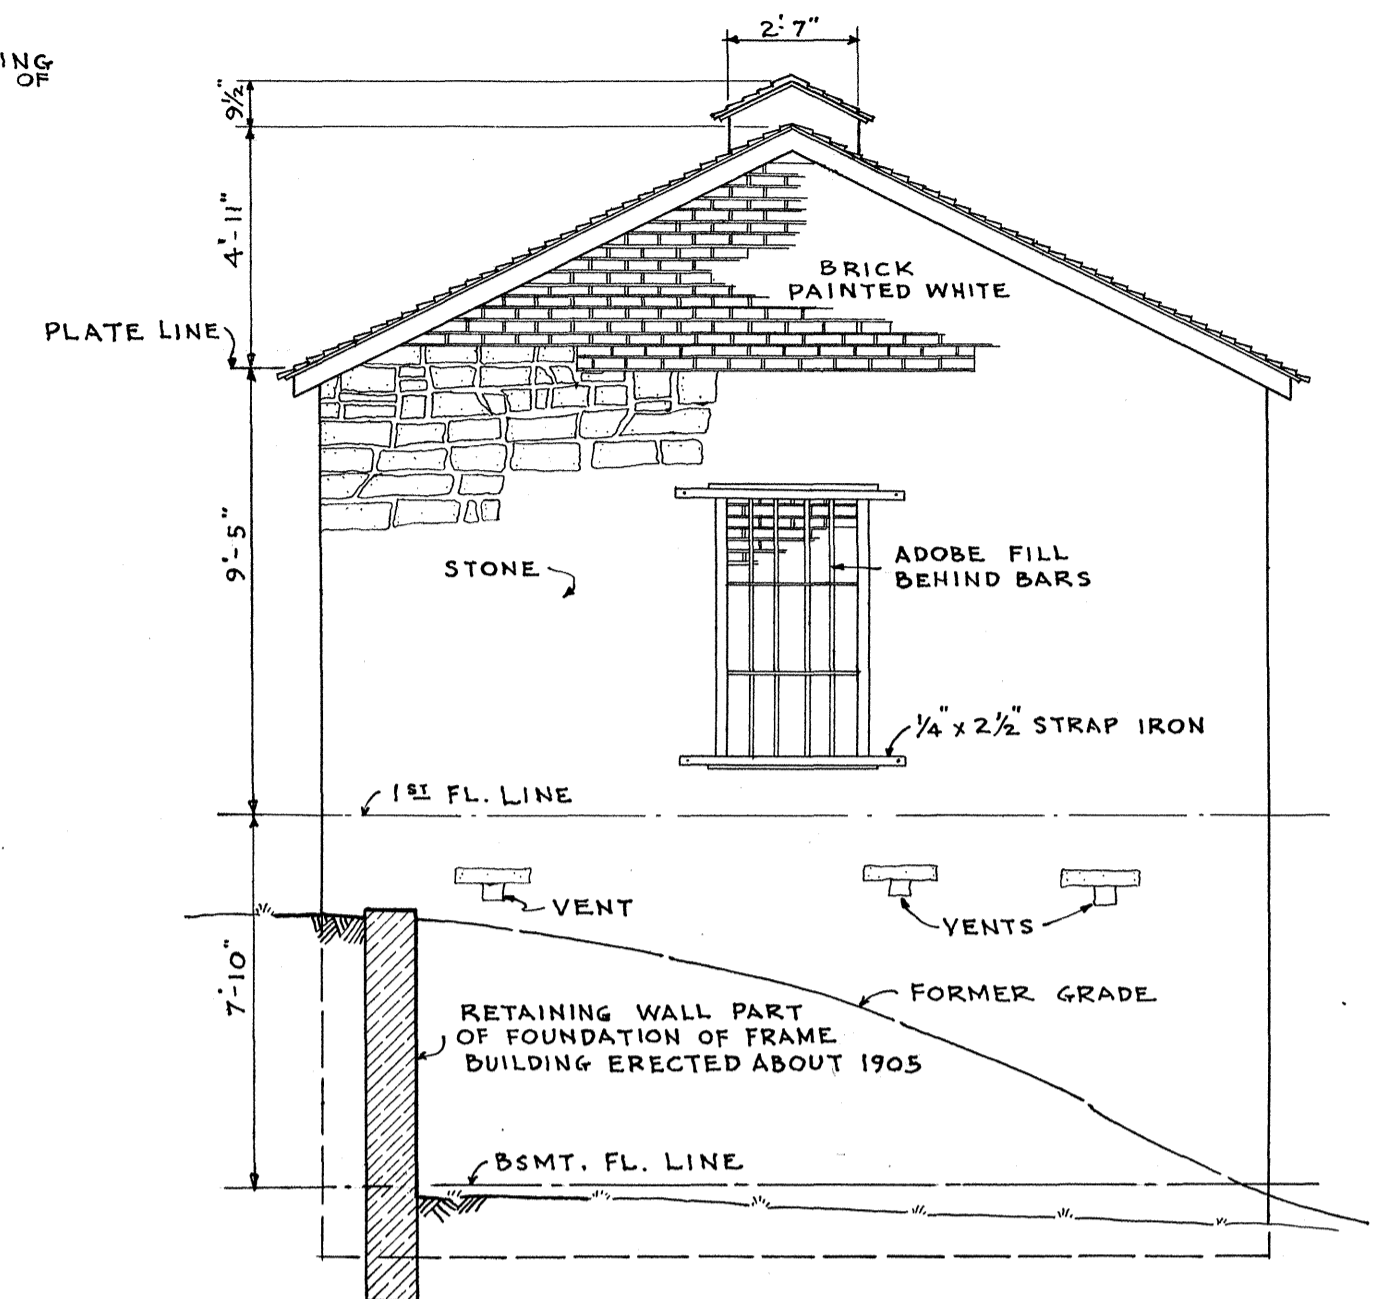 ING
OF
2'-7"
9½"
4'-11"
BRICK
PAINTED WHITE
PLATE LINE
9'-5"
STONE
ADOBE FILL
BEHIND BARS
¼" x 2½" STRAP IRON
1ST FL. LINE
VENT
VENTS
7'-10"
FORMER GRADE
RETAINING WALL PART
OF FOUNDATION OF FRAME
BUILDING ERECTED ABOUT 1905
BSMT. FL. LINE